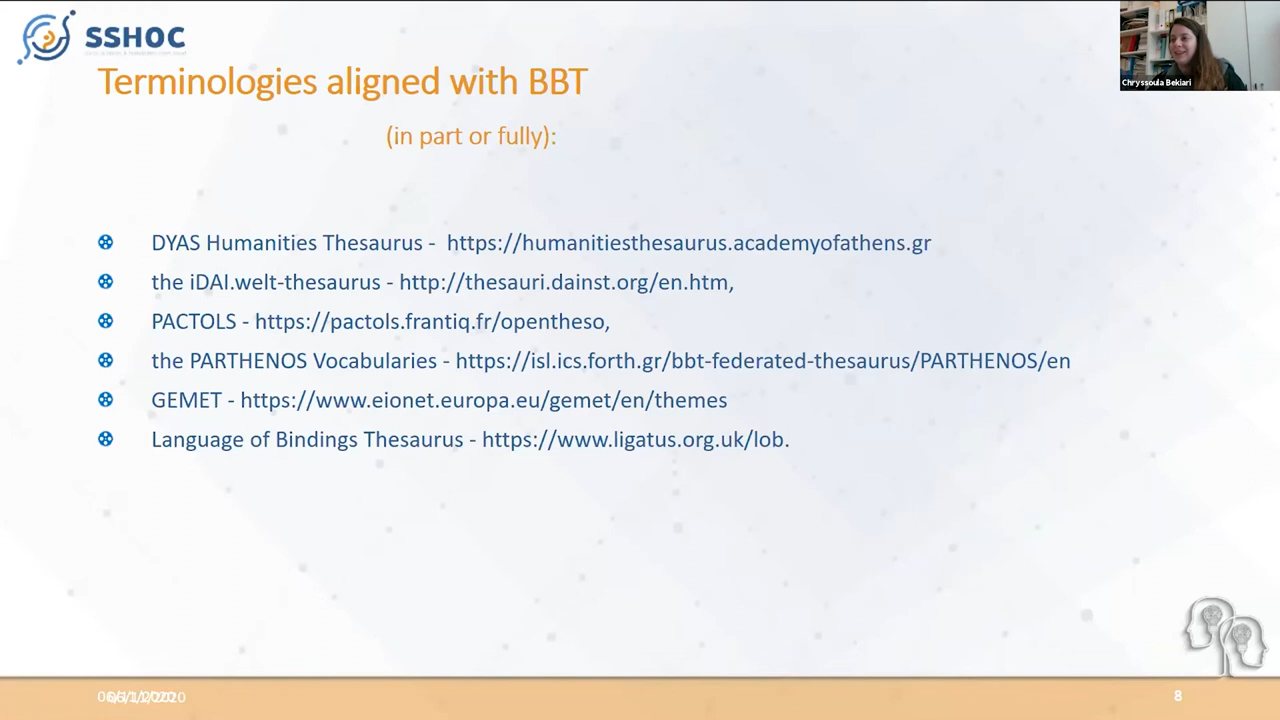 SSHOC
Chryssoula Bekiari
Terminologies aligned with BBT
(in part or fully):
DYAS Humanities Thesaurus - https://humanitiesthesaurus.academyofathens.gr
the iDAI.welt-thesaurus - http://thesauri.dainst.org/en.htm,
PACTOLS - https://pactols.frantiq.fr/opentheso,
the PARTHENOS Vocabularies - https://isl.ics.forth.gr/bbt-federated-thesaurus/PARTHENOS/en
GEMET - https://www.eionet.europa.eu/gemet/en/themes
Language of Bindings Thesaurus - https://www.ligatus.org.uk/lob.
06/11/2020
8